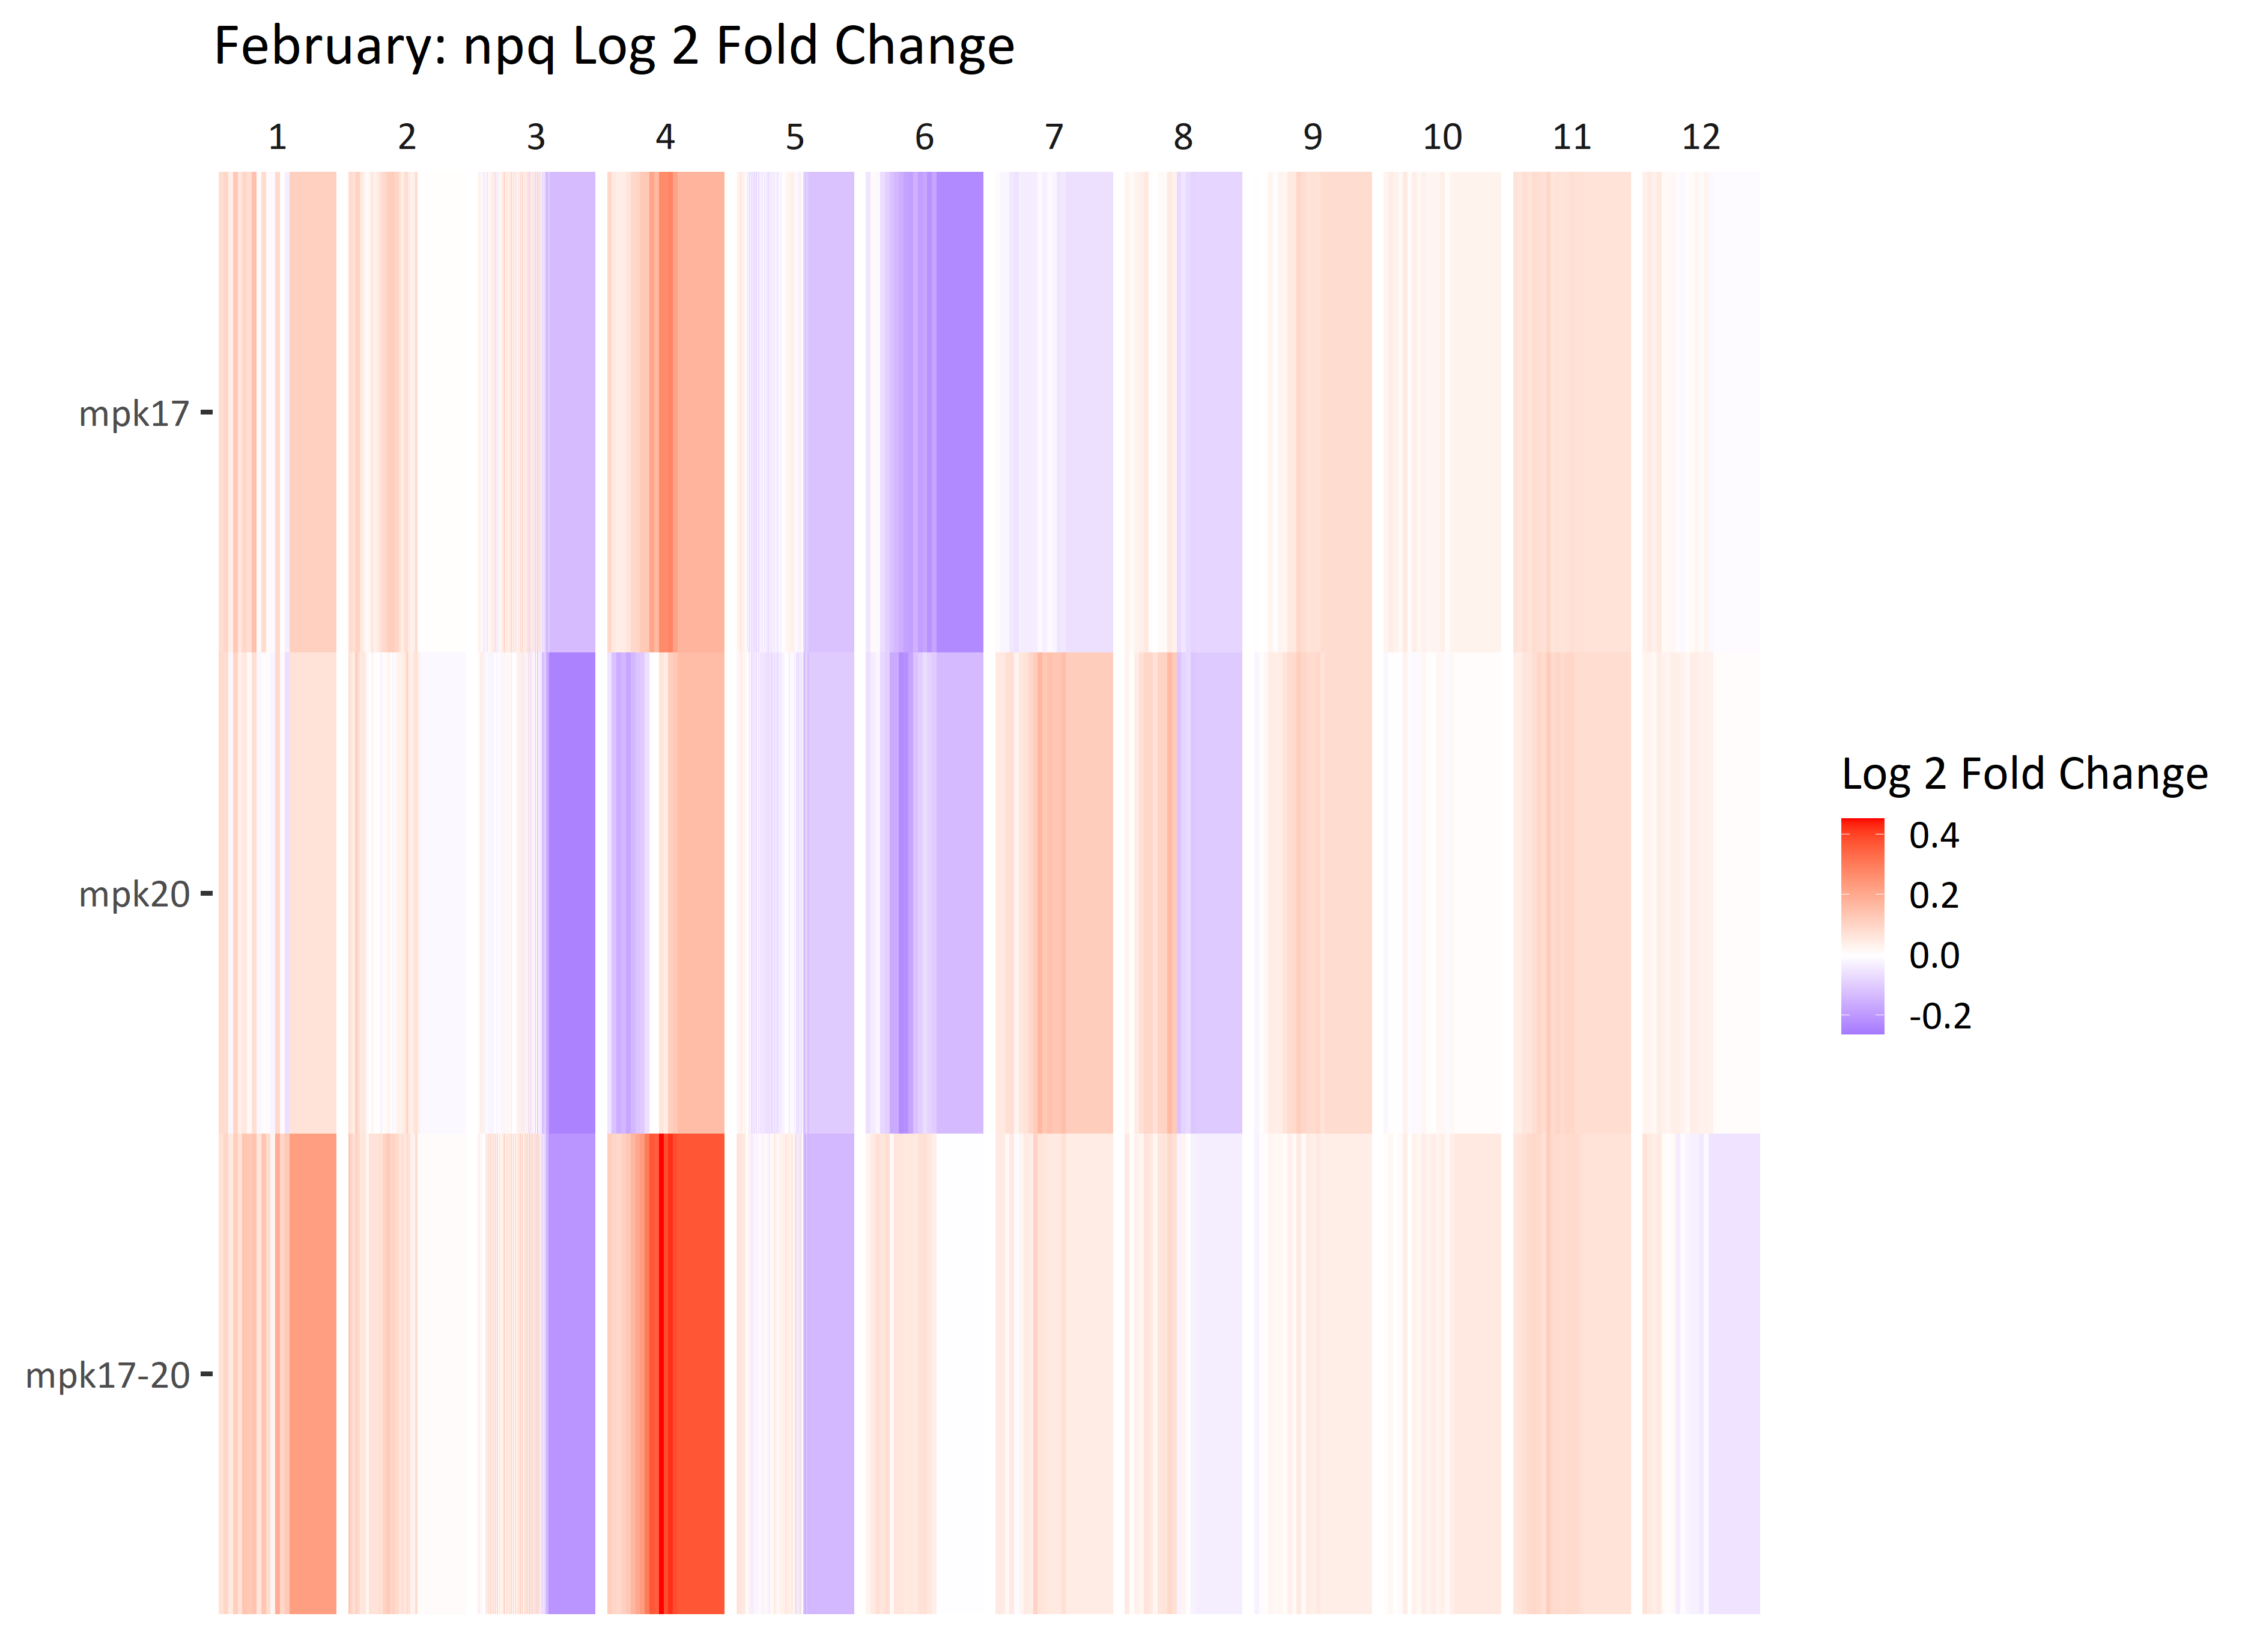 February: npq Log 2 Fold Change
1 2 3 4 5 6 7 8 9 10 11 12
mpk17
mpk20
mpk17-20
Log 2 Fold Change
0.4
0.2
0.0
-0.2